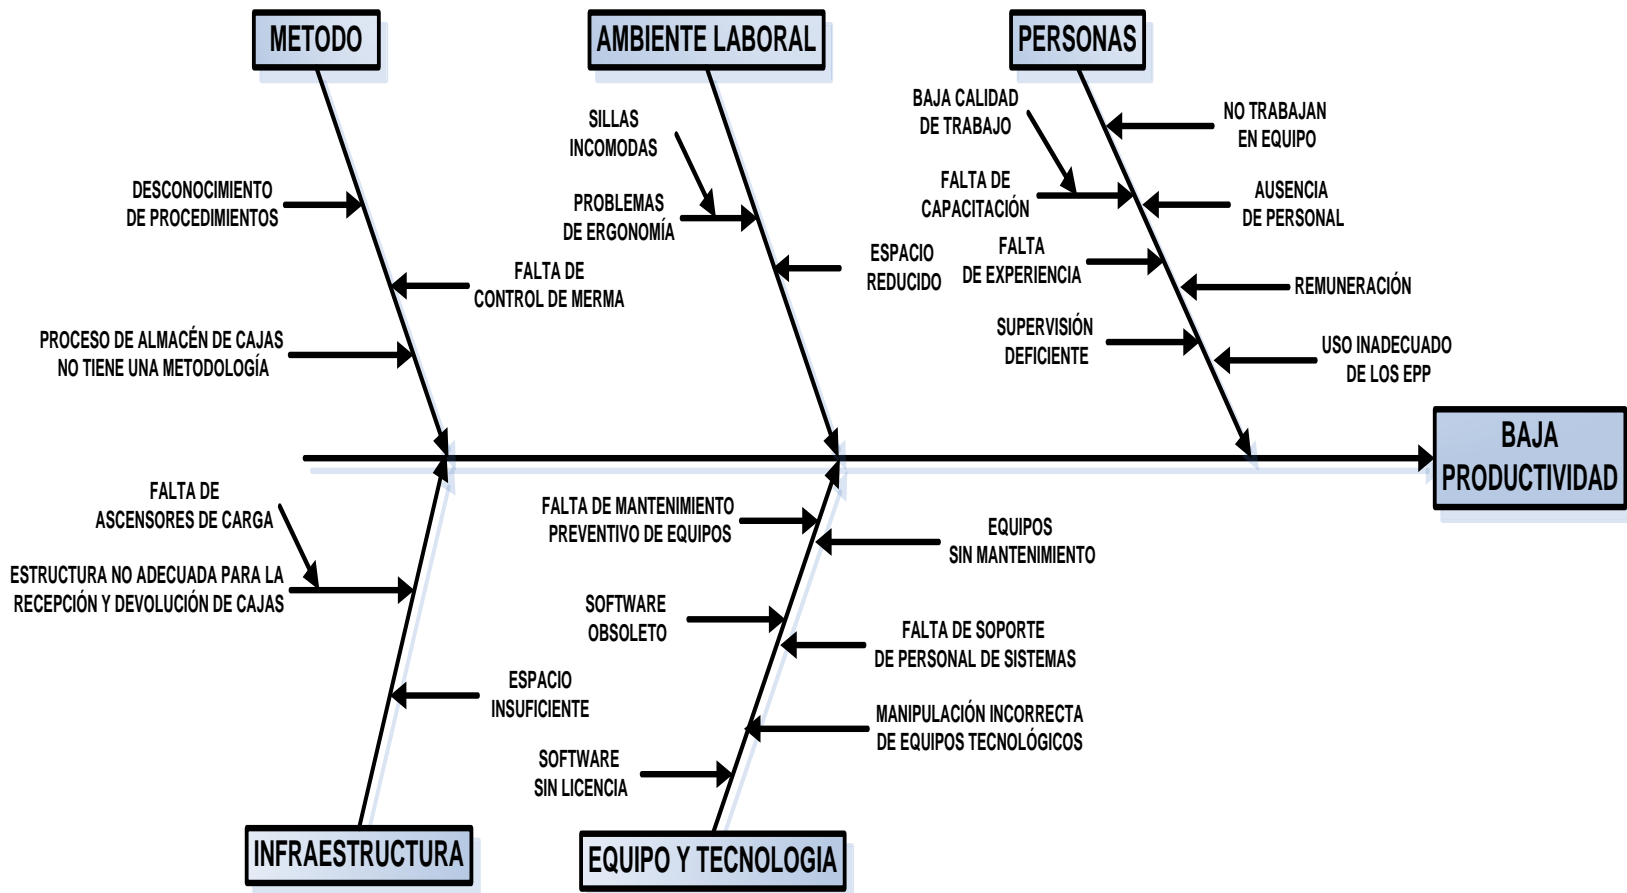 METODO
AMBIENTE LABORAL
PERSONAS
DESCONOCIMIENTO
DE PROCEDIMIENTOS
FALTA DE
CONTROL DE MERMA
PROCESO DE ALMACÉN DE CAJAS
NO TIENE UNA METODOLOGÍA
SILLAS
INCOMODAS
PROBLEMAS
DE ERGONOMÍA
ESPACIO
REDUCIDO
BAJA CALIDAD
DE TRABAJO
FALTA DE
CAPACITACIÓN
FALTA
DE EXPERIENCIA
SUPERVISIÓN
DEFICIENTE
NO TRABAJAN
EN EQUIPO
AUSENCIA
DE PERSONAL
REMUNERACIÓN
USO INADECUADO
DE LOS EPP
BAJA
PRODUCTIVIDAD
FALTA DE
ASCENSORES DE CARGA
ESTRUCTURA NO ADECUADA PARA LA
RECEPCIÓN Y DEVOLUCIÓN DE CAJAS
ESPACIO
INSUFICIENTE
FALTA DE MANTENIMIENTO
PREVENTIVO DE EQUIPOS
EQUIPOS
SIN MANTENIMIENTO
SOFTWARE
OBSOLETO
FALTA DE SOPORTE
DE PERSONAL DE SISTEMAS
MANIPULACIÓN INCORRECTA
DE EQUIPOS TECNOLÓGICOS
SOFTWARE
SIN LICENCIA
INFRAESTRUCTURA
EQUIPO Y TECNOLOGIA